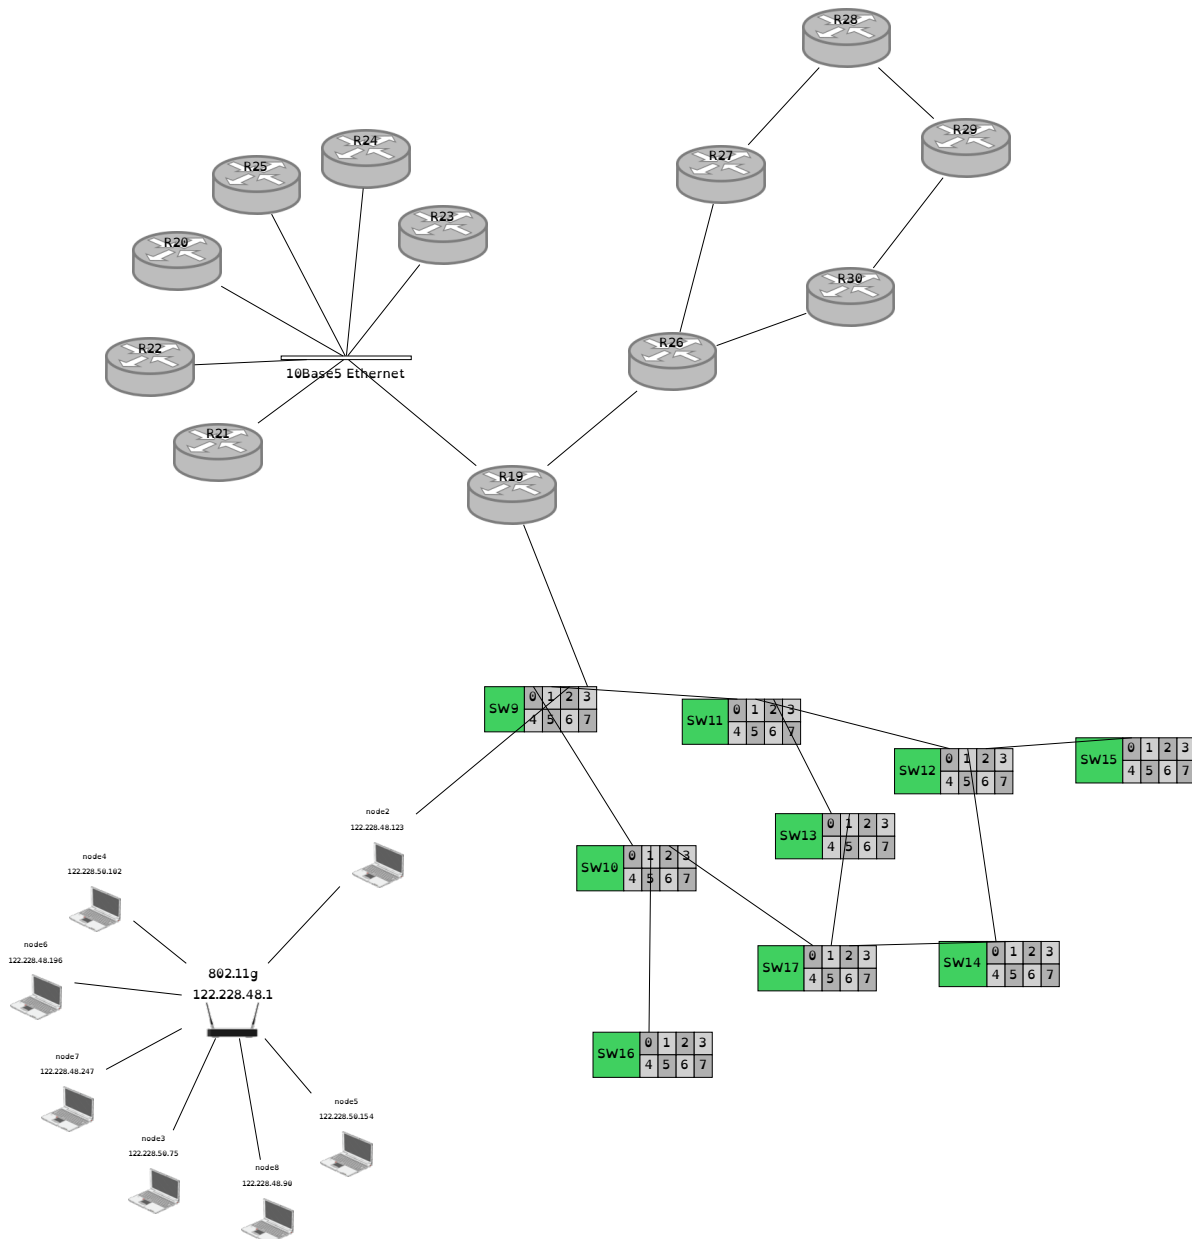 R28
R29
R24
R25
R27
R23
R20
R30
R22
R26
10Base5 Ethernet
R21
R19
SW9 0 1 2 3
4 5 6 7
SW11 0 1 2 3
4 5 6 7
SW12 0 1 2 3
4 5 6 7
SW15 0 1 2 3
4 5 6 7
node2
122.228.48.123
SW13 0 1 2 3
4 5 6 7
SW10 0 1 2 3
4 5 6 7
node4
122.228.50.102
node6
122.228.48.196
802.11g
122.228.48.1
SW17 0 1 2 3
4 5 6 7
SW14 0 1 2 3
4 5 6 7
SW16 0 1 2 3
4 5 6 7
node7
122.228.48.247
node5
122.228.50.154
node3
122.228.50.75
node8
122.228.48.90